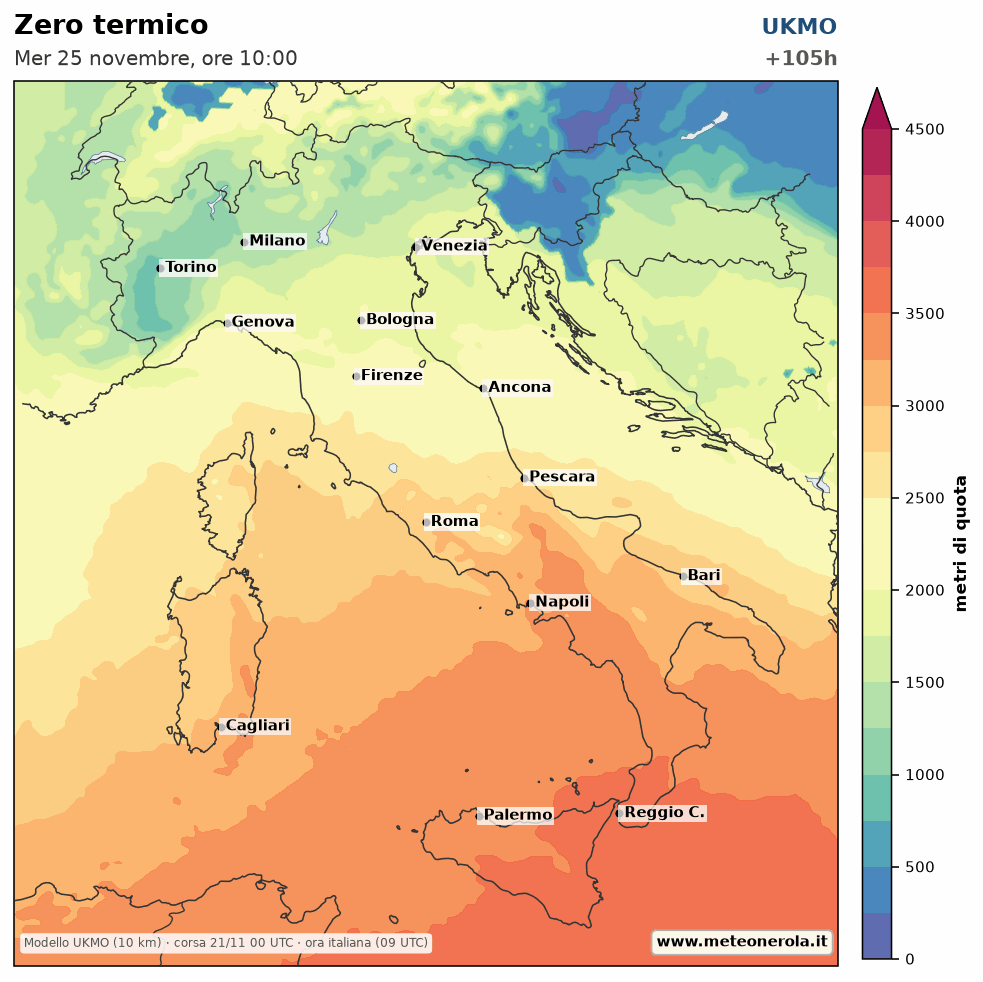 Zero termico
UKMO
Mer 25 novembre, ore 10:00
+105h
Milano
Venezia
Torino
Genova
Bologna
Firenze
Ancona
Pescara
Roma
Bari
Napoli
Cagliari
Palermo
Reggio C.
4500
4000
3500
3000
2500
2000
1500
1000
500
0
metri di quota
Modello UKMO (10 km) · corsa 21/11 00 UTC · ora italiana (09 UTC)
www.meteonerola.it